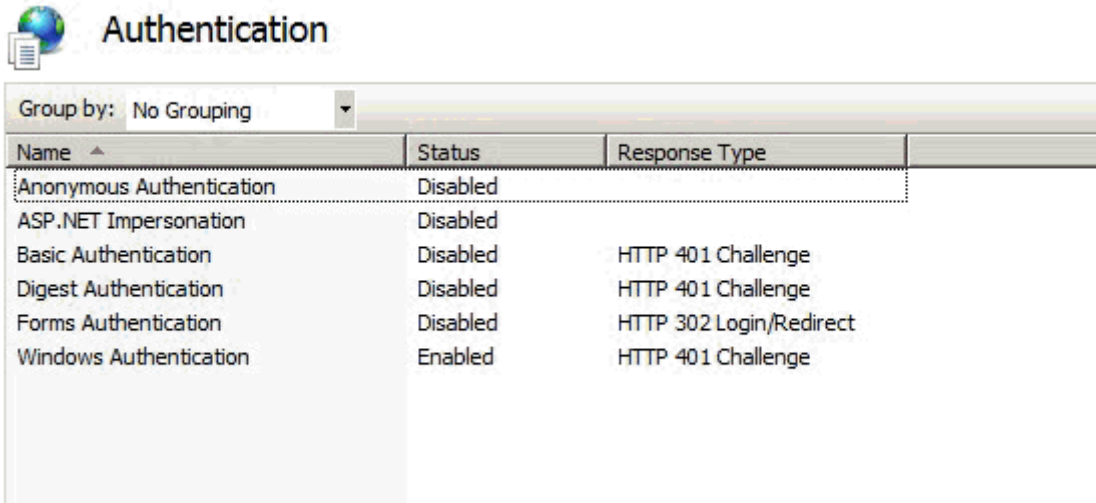 Authentication
Group by: No Grouping
Name Status Response Type
Anonymous Authentication Disabled
ASP.NET Impersonation Disabled
Basic Authentication Disabled HTTP 401 Challenge
Digest Authentication Disabled HTTP 401 Challenge
Forms Authentication Disabled HTTP 302 Login/Redirect
Windows Authentication Enabled HTTP 401 Challenge